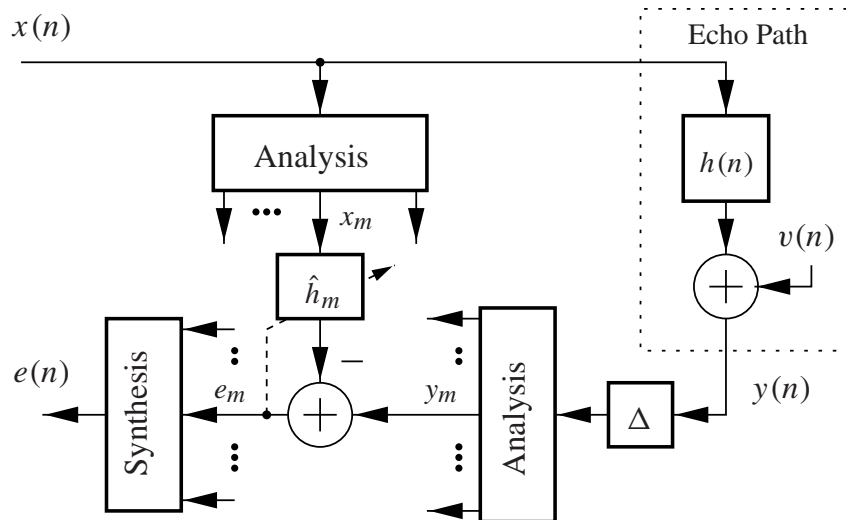 x(n)
Echo Path
Analysis
h(n)
•••
x_m
v(n)
+
ĥ_m
e(n)
Synthesis
••
−
••
Analysis
y(n)
e_m
+
y_m
Δ
•••
•••